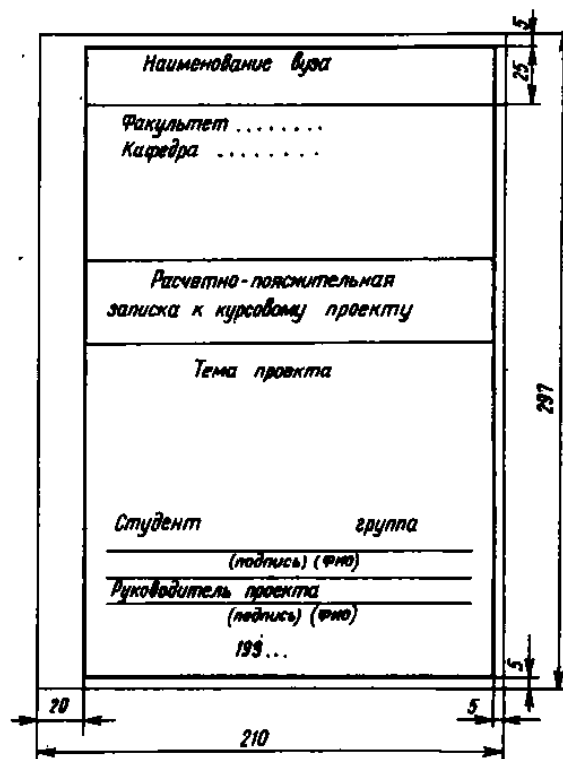 5
Наименование вуза
25
Факультет ........
Кафедра .........
Расчетно-поясжительная
записка к курсовому проекту
Тема проекта
297
Студент группа
(подпись) (ФИО)
Руководитель проекта
(подпись) (ФИО)
199...
5
20
5
210